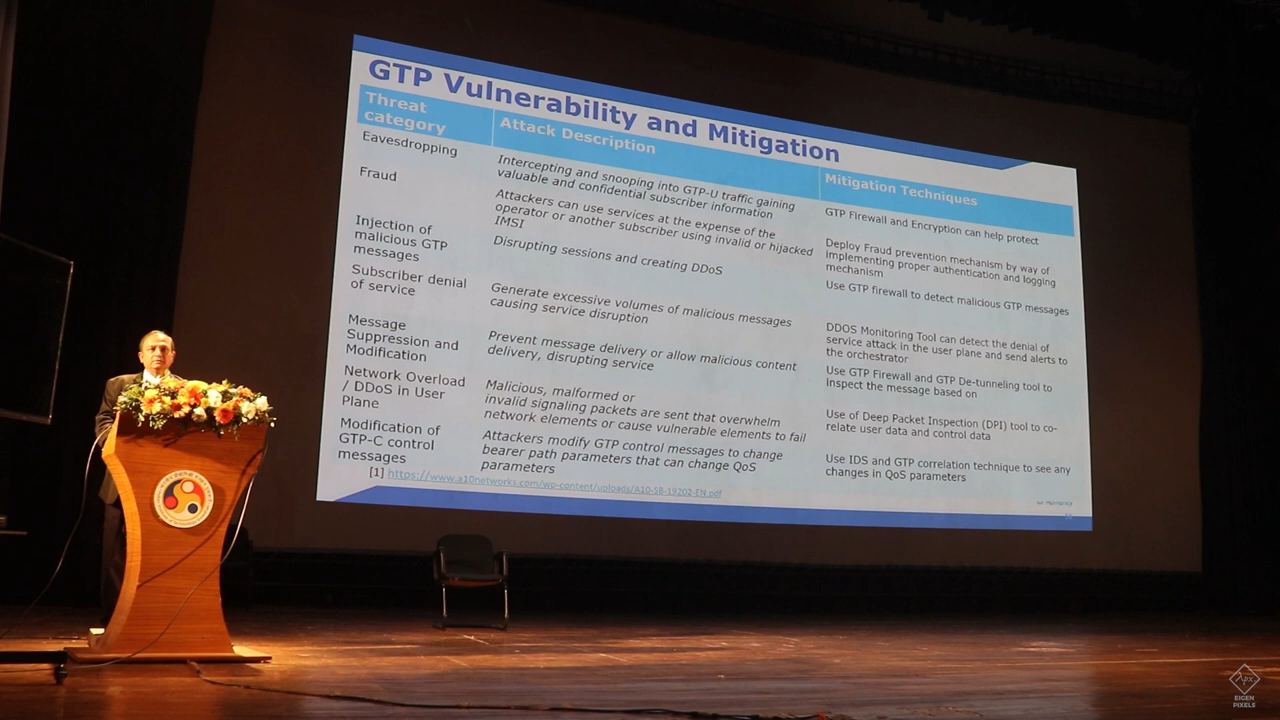 GTP Vulnerability and Mitigation
Threat
category
Attack Description
Mitigation Techniques
Eavesdropping
Intercepting and snooping into GTP-U traffic gaining
valuable and confidential subscriber information
GTP Firewall and Encryption can help protect
Fraud
Attackers can use services at the expense of the
operator or another subscriber using invalid or hijacked
IMSI
Deploy Fraud prevention mechanism by way of
implementing proper authentication and logging
mechanism
Injection of
malicious GTP
messages
Disrupting sessions and creating DDoS
Use GTP firewall to detect malicious GTP messages
Subscriber denial
of service
Generate excessive volumes of malicious messages
causing service disruption
DDOS Monitoring Tool can detect the denial of
service attack in the user plane and send alerts to
the orchestrator
Message
Suppression and
Modification
Prevent message delivery or allow malicious content
delivery, disrupting service
Use GTP Firewall and GTP De-tunneling tool to
Inspect the message based on
Network Overload
/ DDoS in User
Plane
Malicious, malformed or
invalid signaling packets are sent that overwhelm
network elements or cause vulnerable elements to fail
Use of Deep Packet Inspection (DPI) tool to co-
relate user data and control data
Modification of
GTP-C control
messages
Attackers modify GTP control messages to change
bearer path parameters that can change QoS
parameters
Use IDS and GTP correlation technique to see any
changes in QoS parameters
[1] https://www.a10networks.com/wp-content/uploads/A10-SB-19202-EN.pdf
EIGEN
PIXELS